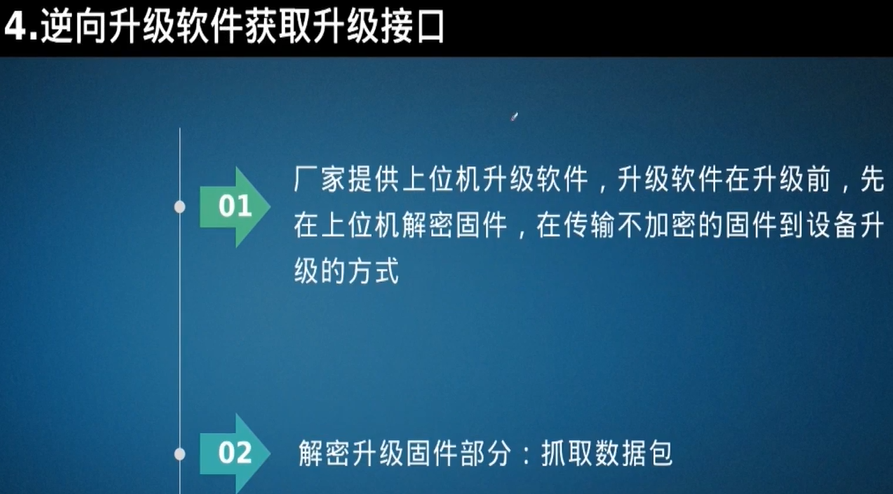 4.逆向升级软件获取升级接口
01
厂家提供上位机升级软件，升级软件在升级前，先
在上位机解密固件，在传输不加密的固件到设备升
级的方式
02
解密升级固件部分：抓取数据包